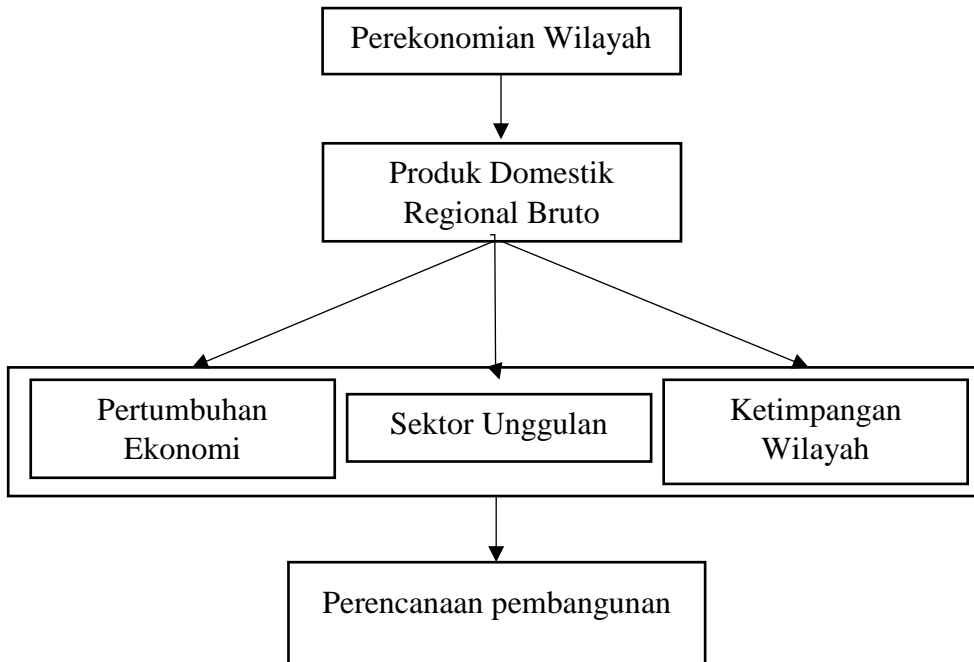 Perekonomian Wilayah
Produk Domestik
Regional Bruto
Pertumbuhan
Ekonomi
Sektor Unggulan
Ketimpangan
Wilayah
Perencanaan pembangunan